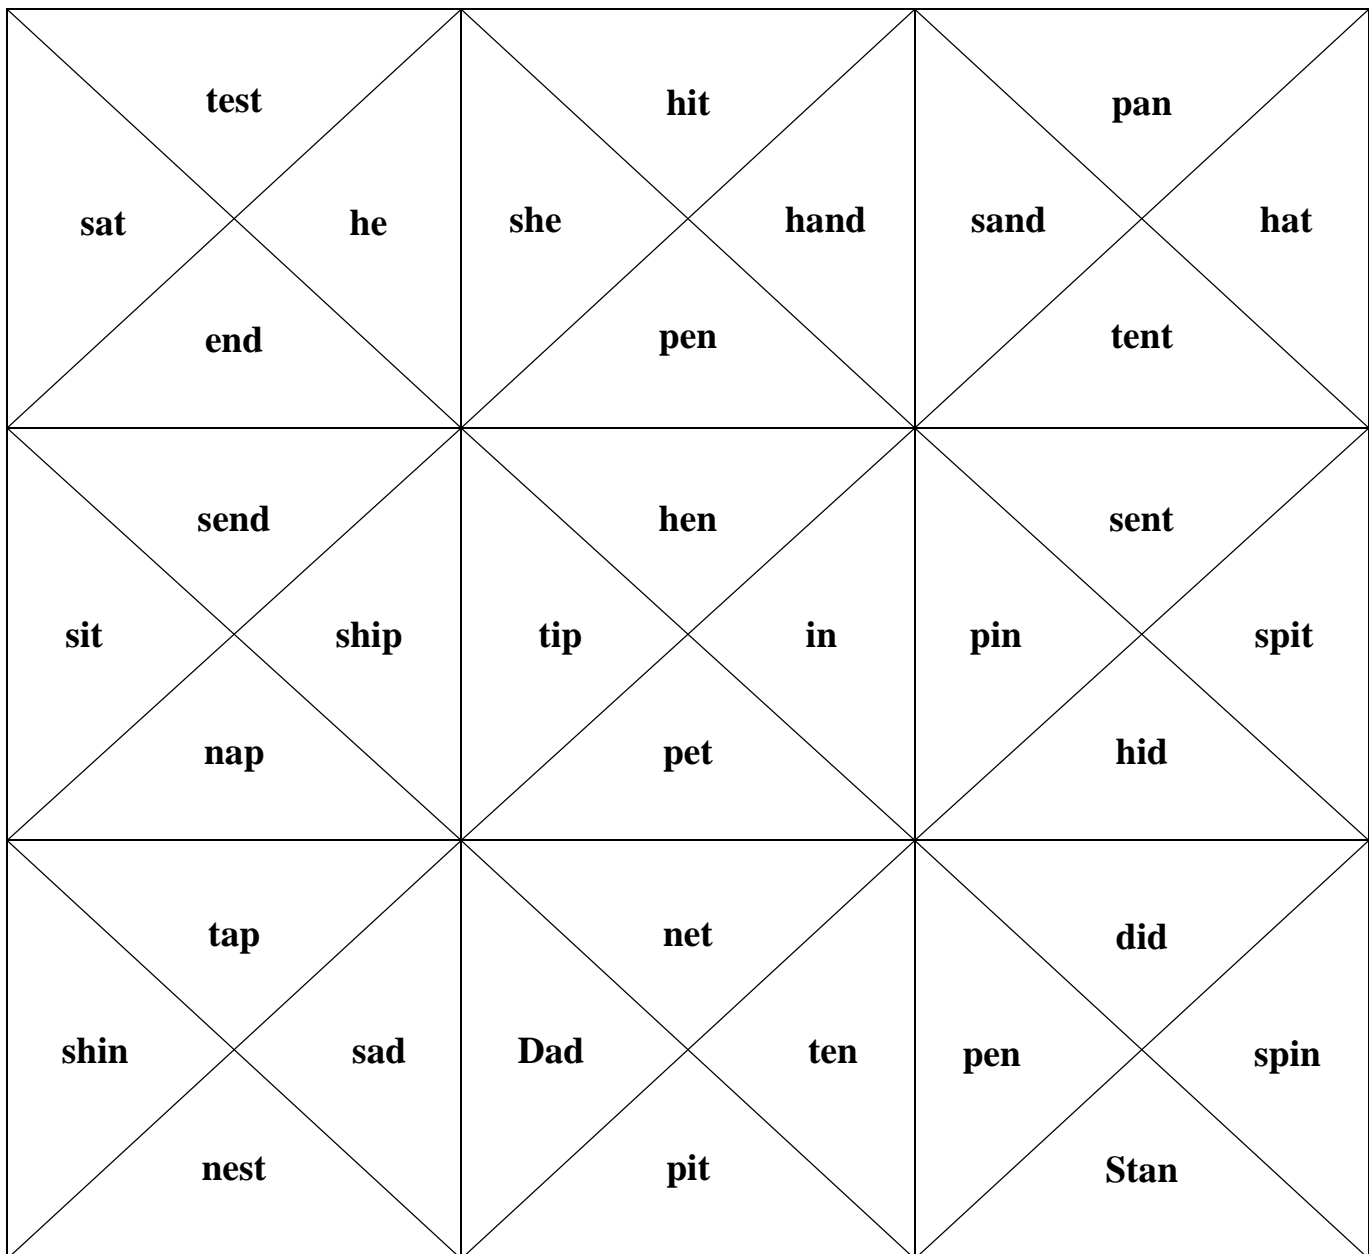 test hit pan
sat he she hand sand hat
end pen tent
send hen sent
sit ship tip in pin spit
nap pet hid
tap net did
shin sad Dad ten pen spin
nest pit Stan